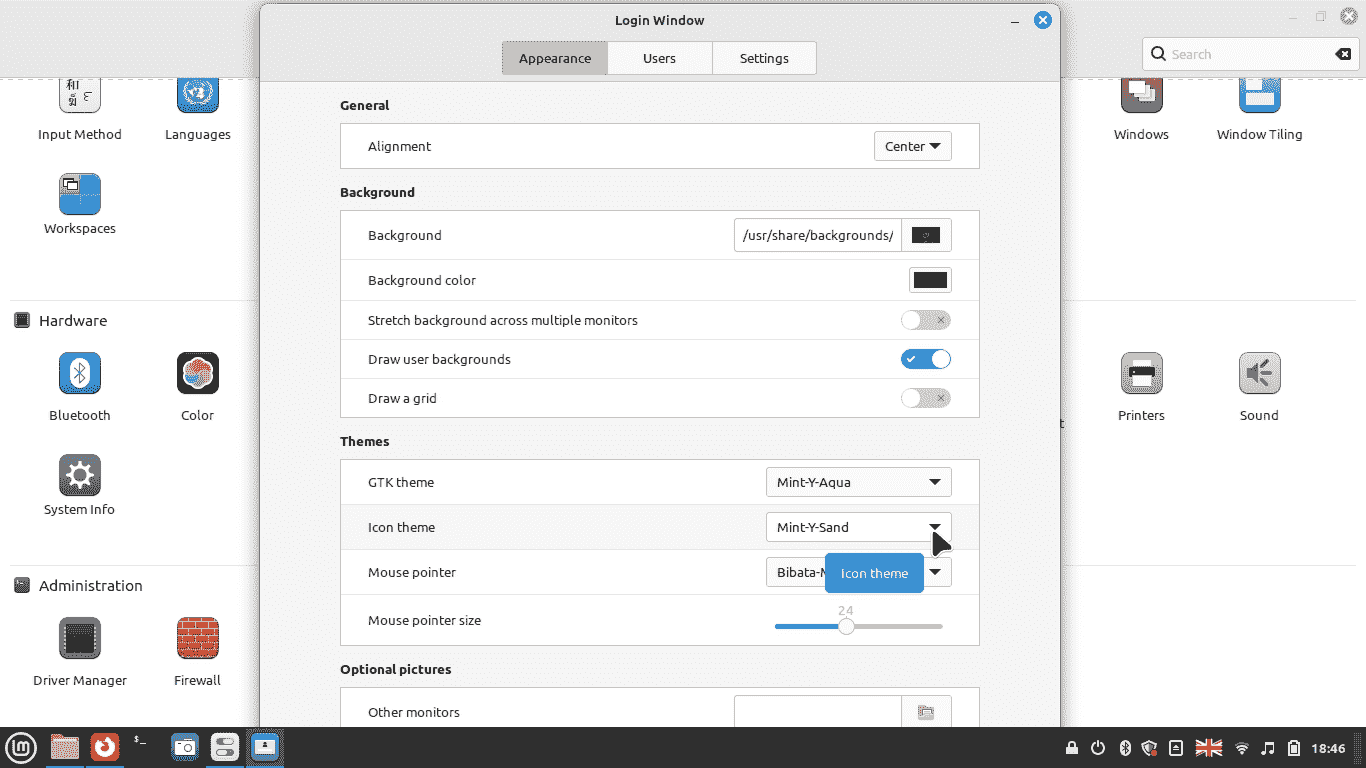 Login Window
Appearance
Users
Settings
Search
Input Method
Languages
Windows
Window Tiling
Workspaces
General
Alignment
Center
Background
Background
/usr/share/backgrounds/
Background color
Stretch background across multiple monitors
Draw user backgrounds
Draw a grid
Hardware
Bluetooth
Color
Printers
Sound
System Info
Themes
GTK theme
Mint-Y-Aqua
Icon theme
Mint-Y-Sand
Mouse pointer
Bibata-
Icon theme
Mouse pointer size
24
Administration
Driver Manager
Firewall
Optional pictures
Other monitors
18:46